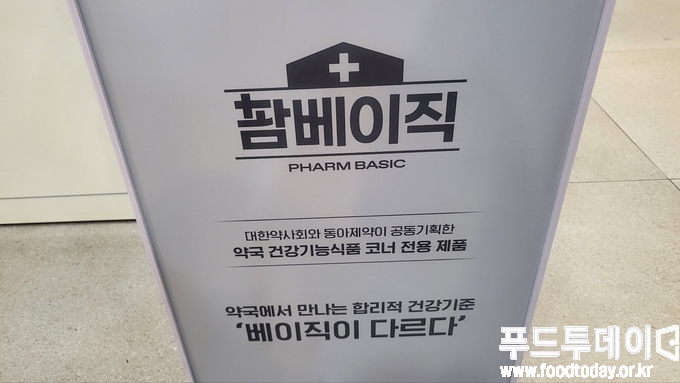 팜베이직
PHARM BASIC
대한약사회와 동아제약이 공동기획한
약국 건강기능식품 코너 전용 제품
약국에서 만나는 합리적 건강기준
‘베이직이 다르다’
푸드투데이
www.foodtoday.or.kr